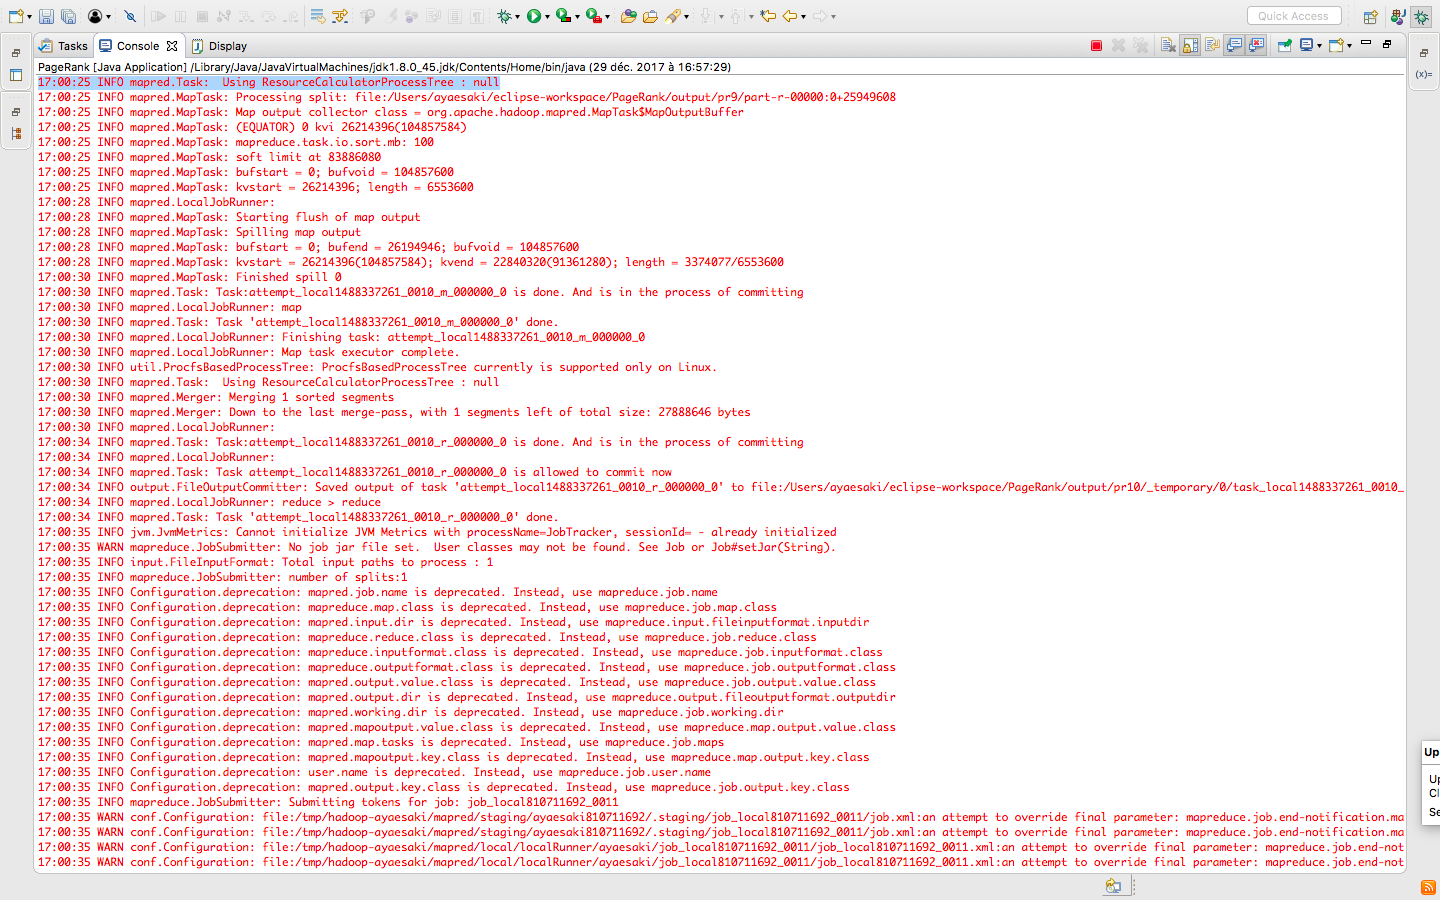 Quick Access
Tasks
Console
Display
PageRank [Java Application] /Library/Java/JavaVirtualMachines/jdk1.8.0_45.jdk/Contents/Home/bin/java (29 déc. 2017 à 16:57:29)
17:00:25 INFO mapred.Task:  Using ResourceCalculatorProcessTree : null
17:00:25 INFO mapred.MapTask: Processing split: file:/Users/ayaesaki/eclipse-workspace/PageRank/output/pr9/part-r-00000:0+25949608
17:00:25 INFO mapred.MapTask: Map output collector class = org.apache.hadoop.mapred.MapTask$MapOutputBuffer
17:00:25 INFO mapred.MapTask: (EQUATOR) 0 kvi 26214396(104857584)
17:00:25 INFO mapred.MapTask: mapreduce.task.io.sort.mb: 100
17:00:25 INFO mapred.MapTask: soft limit at 83886080
17:00:25 INFO mapred.MapTask: bufstart = 0; bufvoid = 104857600
17:00:25 INFO mapred.MapTask: kvstart = 26214396; length = 6553600
17:00:28 INFO mapred.LocalJobRunner:
17:00:28 INFO mapred.MapTask: Starting flush of map output
17:00:28 INFO mapred.MapTask: Spilling map output
17:00:28 INFO mapred.MapTask: bufstart = 0; bufend = 26194946; bufvoid = 104857600
17:00:28 INFO mapred.MapTask: kvstart = 26214396(104857584); kvend = 22840320(91361280); length = 3374077/6553600
17:00:30 INFO mapred.MapTask: Finished spill 0
17:00:30 INFO mapred.Task: Task:attempt_local1488337261_0010_m_000000_0 is done. And is in the process of committing
17:00:30 INFO mapred.LocalJobRunner: map
17:00:30 INFO mapred.Task: Task 'attempt_local1488337261_0010_m_000000_0' done.
17:00:30 INFO mapred.LocalJobRunner: Finishing task: attempt_local1488337261_0010_m_000000_0
17:00:30 INFO mapred.LocalJobRunner: Map task executor complete.
17:00:30 INFO util.ProcfsBasedProcessTree: ProcfsBasedProcessTree currently is supported only on Linux.
17:00:30 INFO mapred.Task:  Using ResourceCalculatorProcessTree : null
17:00:30 INFO mapred.Merger: Merging 1 sorted segments
17:00:30 INFO mapred.Merger: Down to the last merge-pass, with 1 segments left of total size: 27888646 bytes
17:00:30 INFO mapred.LocalJobRunner:
17:00:34 INFO mapred.Task: Task:attempt_local1488337261_0010_r_000000_0 is done. And is in the process of committing
17:00:34 INFO mapred.LocalJobRunner:
17:00:34 INFO mapred.Task: Task attempt_local1488337261_0010_r_000000_0 is allowed to commit now
17:00:34 INFO output.FileOutputCommitter: Saved output of task 'attempt_local1488337261_0010_r_000000_0' to file:/Users/ayaesaki/eclipse-workspace/PageRank/output/pr10/_temporary/0/task_local1488337261_0010_
17:00:34 INFO mapred.LocalJobRunner: reduce > reduce
17:00:34 INFO mapred.Task: Task 'attempt_local1488337261_0010_r_000000_0' done.
17:00:35 INFO jvm.JvmMetrics: Cannot initialize JVM Metrics with processName=JobTracker, sessionId= - already initialized
17:00:35 WARN mapreduce.JobSubmitter: No job jar file set.  User classes may not be found. See Job or Job#setJar(String).
17:00:35 INFO input.FileInputFormat: Total input paths to process : 1
17:00:35 INFO mapreduce.JobSubmitter: number of splits:1
17:00:35 INFO Configuration.deprecation: mapred.job.name is deprecated. Instead, use mapreduce.job.name
17:00:35 INFO Configuration.deprecation: mapreduce.map.class is deprecated. Instead, use mapreduce.job.map.class
17:00:35 INFO Configuration.deprecation: mapred.input.dir is deprecated. Instead, use mapreduce.input.fileinputformat.inputdir
17:00:35 INFO Configuration.deprecation: mapreduce.reduce.class is deprecated. Instead, use mapreduce.job.reduce.class
17:00:35 INFO Configuration.deprecation: mapreduce.inputformat.class is deprecated. Instead, use mapreduce.job.inputformat.class
17:00:35 INFO Configuration.deprecation: mapreduce.outputformat.class is deprecated. Instead, use mapreduce.job.outputformat.class
17:00:35 INFO Configuration.deprecation: mapred.output.value.class is deprecated. Instead, use mapreduce.job.output.value.class
17:00:35 INFO Configuration.deprecation: mapred.output.dir is deprecated. Instead, use mapreduce.output.fileoutputformat.outputdir
17:00:35 INFO Configuration.deprecation: mapred.working.dir is deprecated. Instead, use mapreduce.job.working.dir
17:00:35 INFO Configuration.deprecation: mapred.mapoutput.value.class is deprecated. Instead, use mapreduce.map.output.value.class
17:00:35 INFO Configuration.deprecation: mapred.map.tasks is deprecated. Instead, use mapreduce.job.maps
17:00:35 INFO Configuration.deprecation: mapred.mapoutput.key.class is deprecated. Instead, use mapreduce.map.output.key.class
17:00:35 INFO Configuration.deprecation: user.name is deprecated. Instead, use mapreduce.job.user.name
17:00:35 INFO Configuration.deprecation: mapred.output.key.class is deprecated. Instead, use mapreduce.job.output.key.class
17:00:35 INFO mapreduce.JobSubmitter: Submitting tokens for job: job_local810711692_0011
17:00:35 WARN conf.Configuration: file:/tmp/hadoop-ayaesaki/mapred/staging/ayaesaki810711692/.staging/job_local810711692_0011/job.xml:an attempt to override final parameter: mapreduce.job.end-notification.ma
17:00:35 WARN conf.Configuration: file:/tmp/hadoop-ayaesaki/mapred/staging/ayaesaki810711692/.staging/job_local810711692_0011/job.xml:an attempt to override final parameter: mapreduce.job.end-notification.ma
17:00:35 WARN conf.Configuration: file:/tmp/hadoop-ayaesaki/mapred/local/localRunner/ayaesaki/job_local810711692_0011/job_local810711692_0011.xml:an attempt to override final parameter: mapreduce.job.end-not
17:00:35 WARN conf.Configuration: file:/tmp/hadoop-ayaesaki/mapred/local/localRunner/ayaesaki/job_local810711692_0011/job_local810711692_0011.xml:an attempt to override final parameter: mapreduce.job.end-not
(x)=
Up
Up
Cl
Se